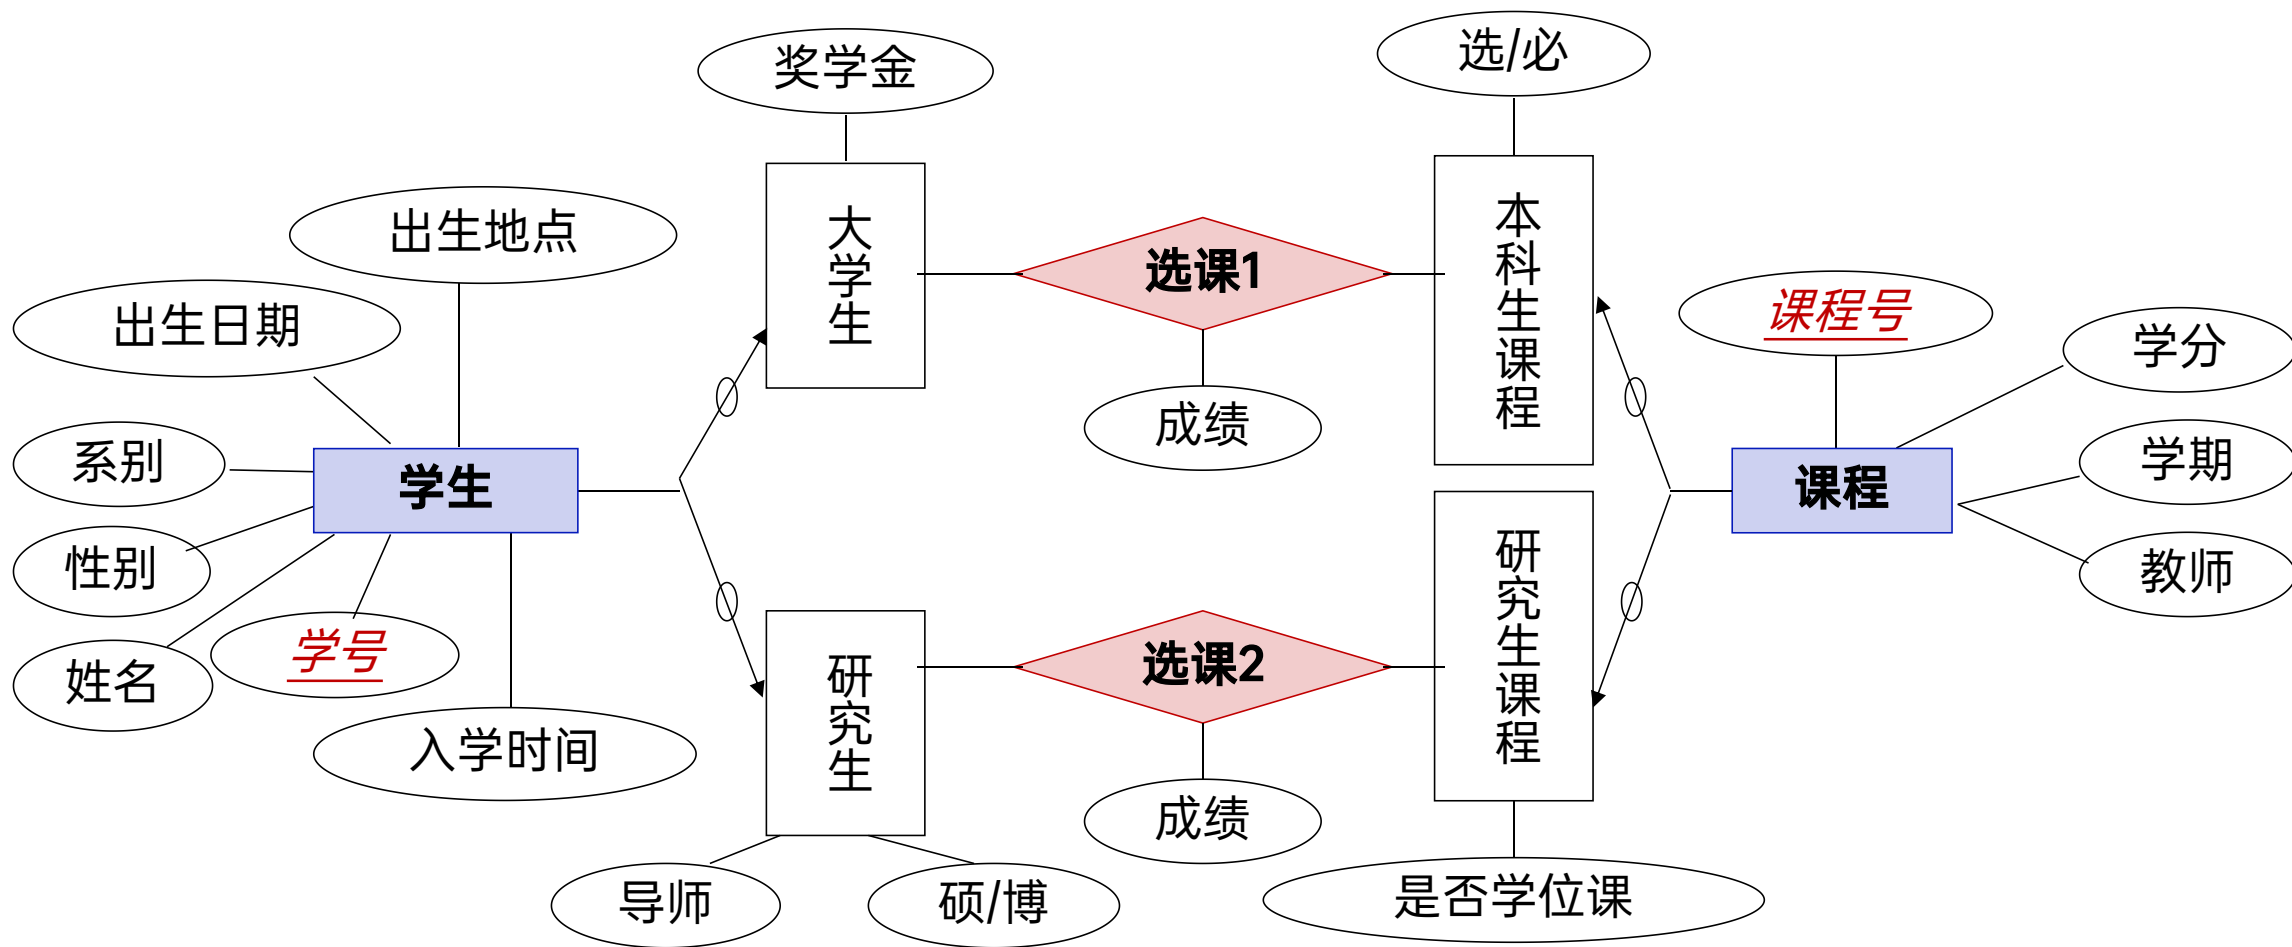 奖学金
选/必
出生地点
大学生
选课1
本科生课程
出生日期
课程号
学分
成绩
系别
学生
学期
课程
性别
教师
学号
姓名
研究生
选课2
研究生课程
入学时间
成绩
导师
硕/博
是否学位课